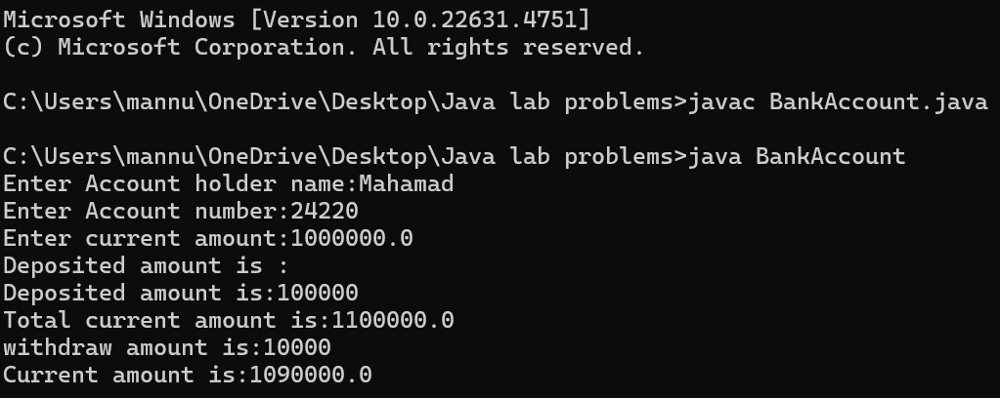 Microsoft Windows [Version 10.0.22631.4751]
(c) Microsoft Corporation. All rights reserved.
C:\Users\mannu\OneDrive\Desktop\Java lab problems>javac BankAccount.java
C:\Users\mannu\OneDrive\Desktop\Java lab problems>java BankAccount
Enter Account holder name:Mahamad
Enter Account number:24220
Enter current amount:1000000.0
Deposited amount is :
Deposited amount is:100000
Total current amount is:1100000.0
withdraw amount is:10000
Current amount is:1090000.0